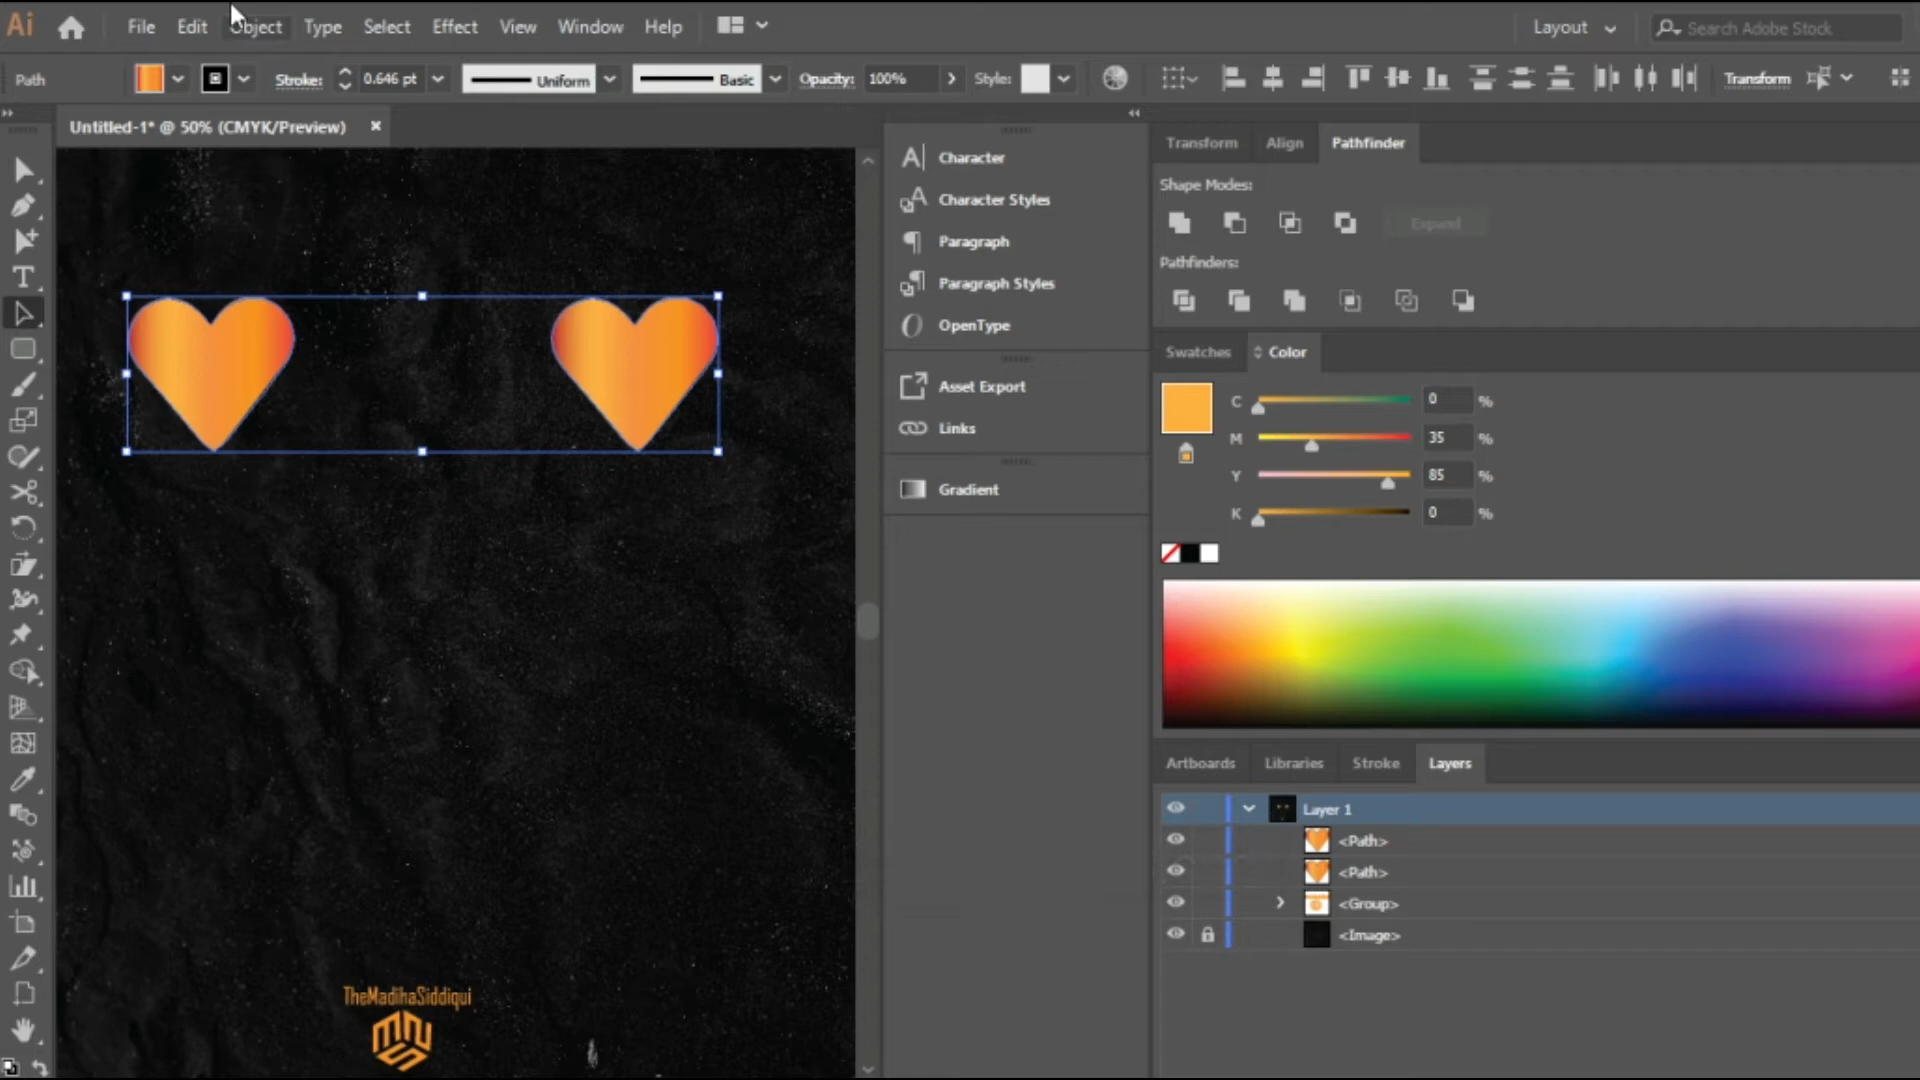 Ai File Edit Object Type Select Effect View Window Help Layout Search Adobe Stock
Path Stroke: 0.646 pt Uniform Basic Opacity: 100% Style: Transform
Untitled-1* @ 50% (CMYK/Preview) ×
Character
Character Styles
Paragraph
Paragraph Styles
OpenType
Asset Export
Links
Gradient
Transform Align Pathfinder
Shape Modes:
Expand
Pathfinders:
Swatches Color
C 0 %
M 35 %
Y 85 %
K 0 %
Artboards Libraries Stroke Layers
Layer 1
<Path>
<Path>
<Group>
<Image>
TheMadihaSiddiqui